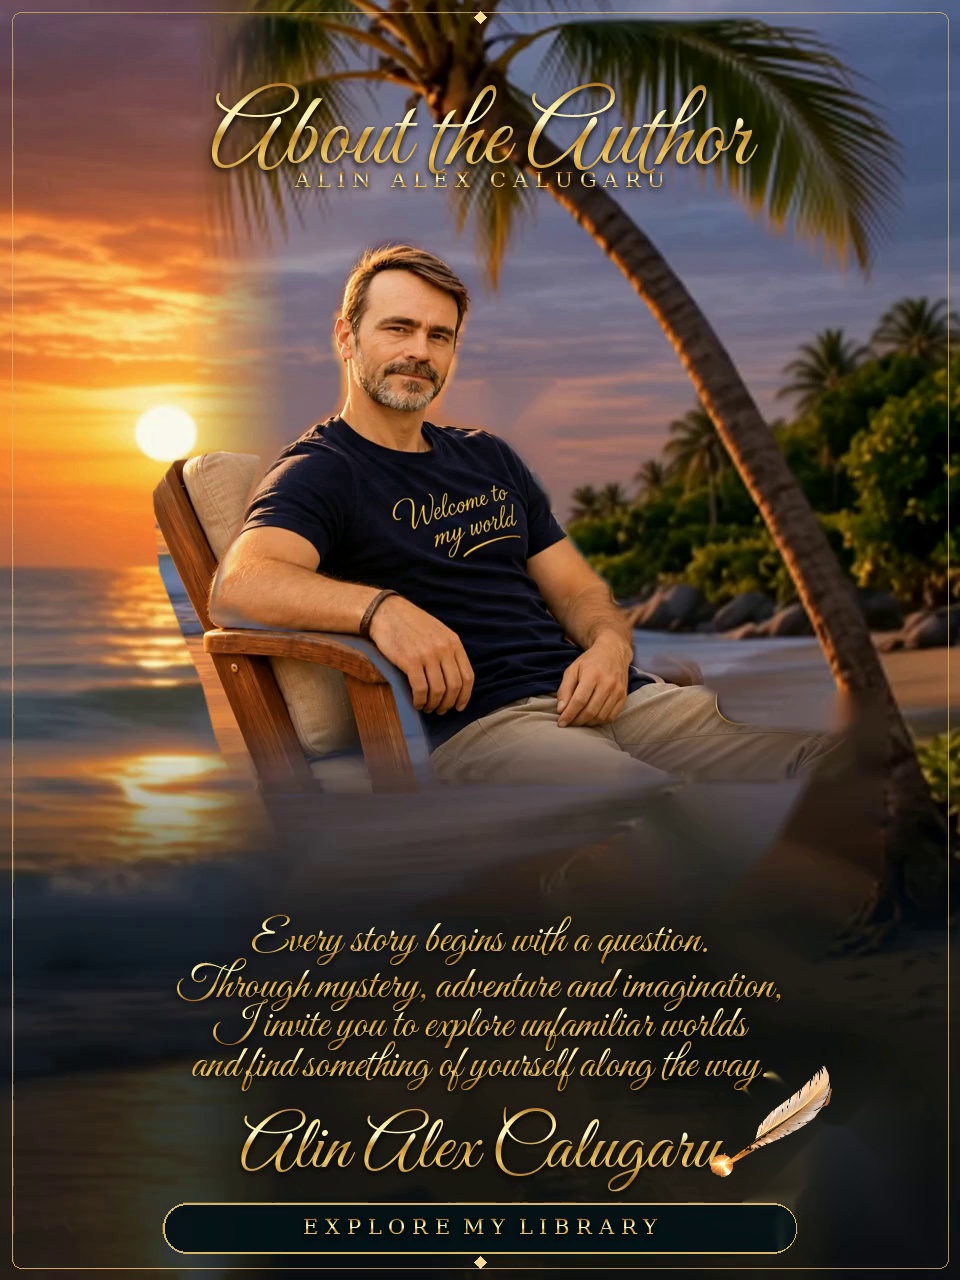 About the Author
ALIN ALEX CALUGARU
Welcome to
my world
Every story begins with a question.
Through mystery, adventure and imagination,
I invite you to explore unfamiliar worlds
and find something of yourself along the way.
Alin Alex Calugaru
EXPLORE MY LIBRARY